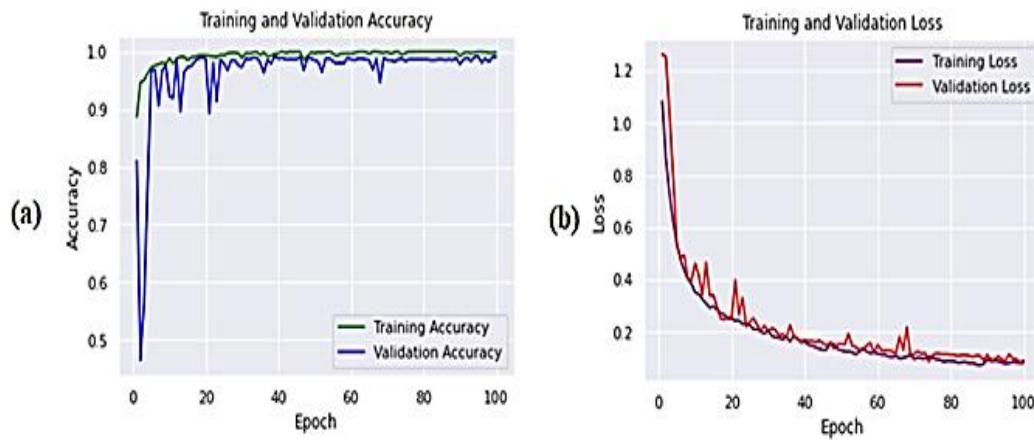 Training and Validation Accuracy
1.0
0.9
0.8
0.7
0.6
0.5
Accuracy
(a)
Training Accuracy
Validation Accuracy
0 20 40 60 80 100
Epoch
Training and Validation Loss
1.2
1.0
0.8
0.6
0.4
0.2
Loss
(b)
Training Loss
Validation Loss
0 20 40 60 80 100
Epoch